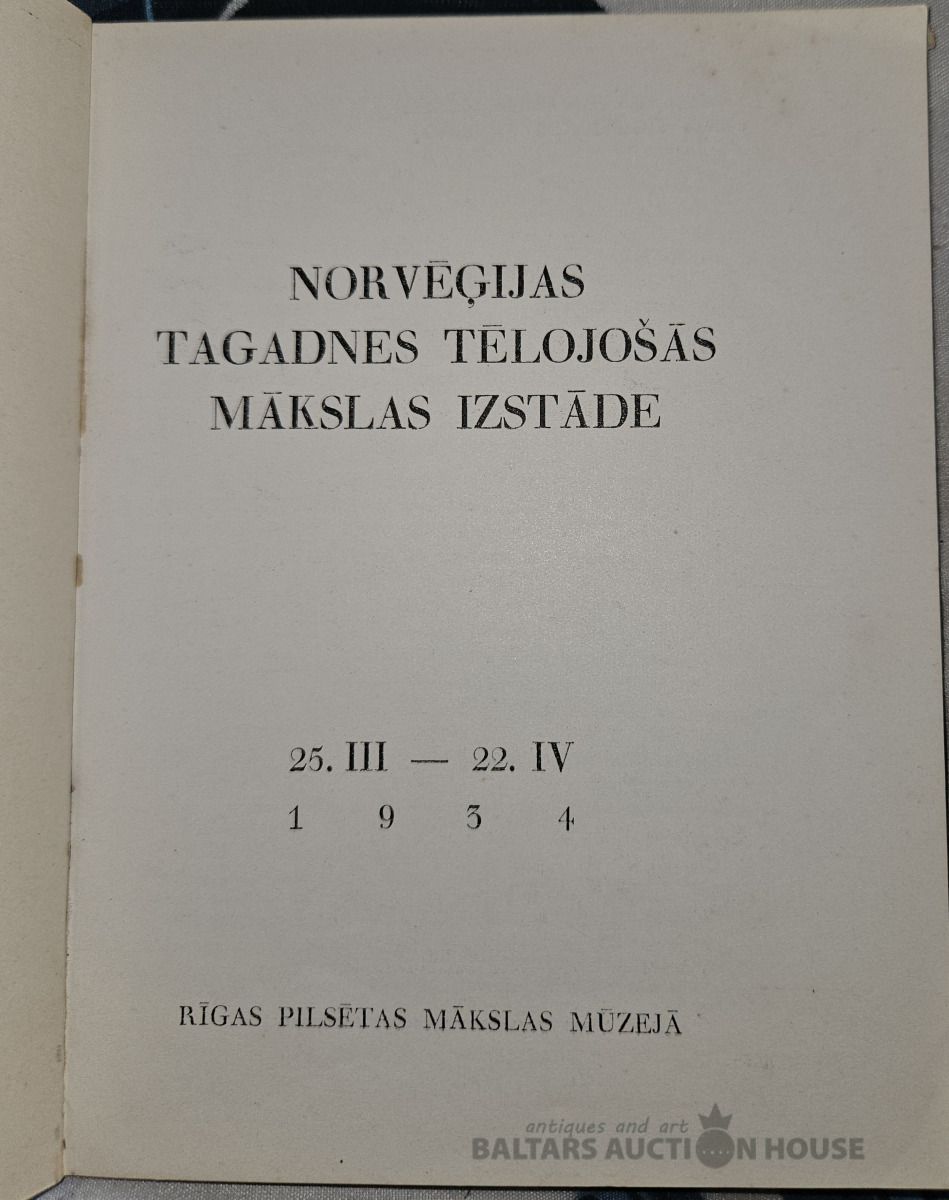 NORVĒĢIJAS
TAGADNES TĒLOJOŠĀS
MĀKSLAS IZSTĀDE
25. III — 22. IV
1 9 3 4
RĪGAS PILSĒTAS MĀKSLAS MŪZEJĀ
antiques and art
BALTARS AUCTION HOUSE